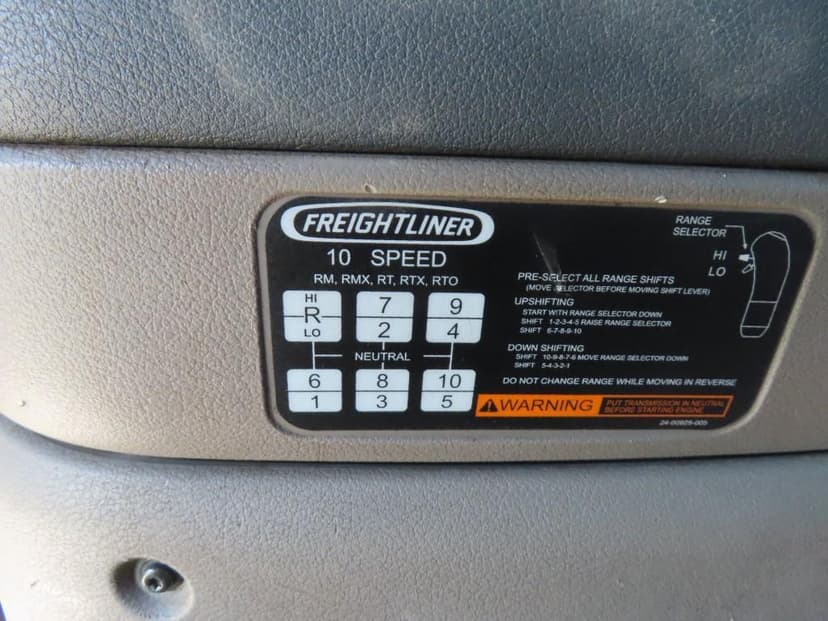 FREIGHTLINER
10 SPEED
RM, RMX, RT, RTX, RTO
HI
R
LO
7
2
9
4
NEUTRAL
6
1
8
3
10
5
RANGE
SELECTOR
HI
LO
PRE-SELECT ALL RANGE SHIFTS
(MOVE SELECTOR BEFORE MOVING SHIFT LEVER)
UPSHIFTING
START WITH RANGE SELECTOR DOWN
SHIFT 1-2-3-4-5 RAISE RANGE SELECTOR
SHIFT 6-7-8-9-10
DOWN SHIFTING
SHIFT 10-9-8-7-6 MOVE RANGE SELECTOR DOWN
SHIFT 5-4-3-2-1
DO NOT CHANGE RANGE WHILE MOVING IN REVERSE
WARNING
PUT TRANSMISSION IN NEUTRAL
BEFORE STARTING ENGINE